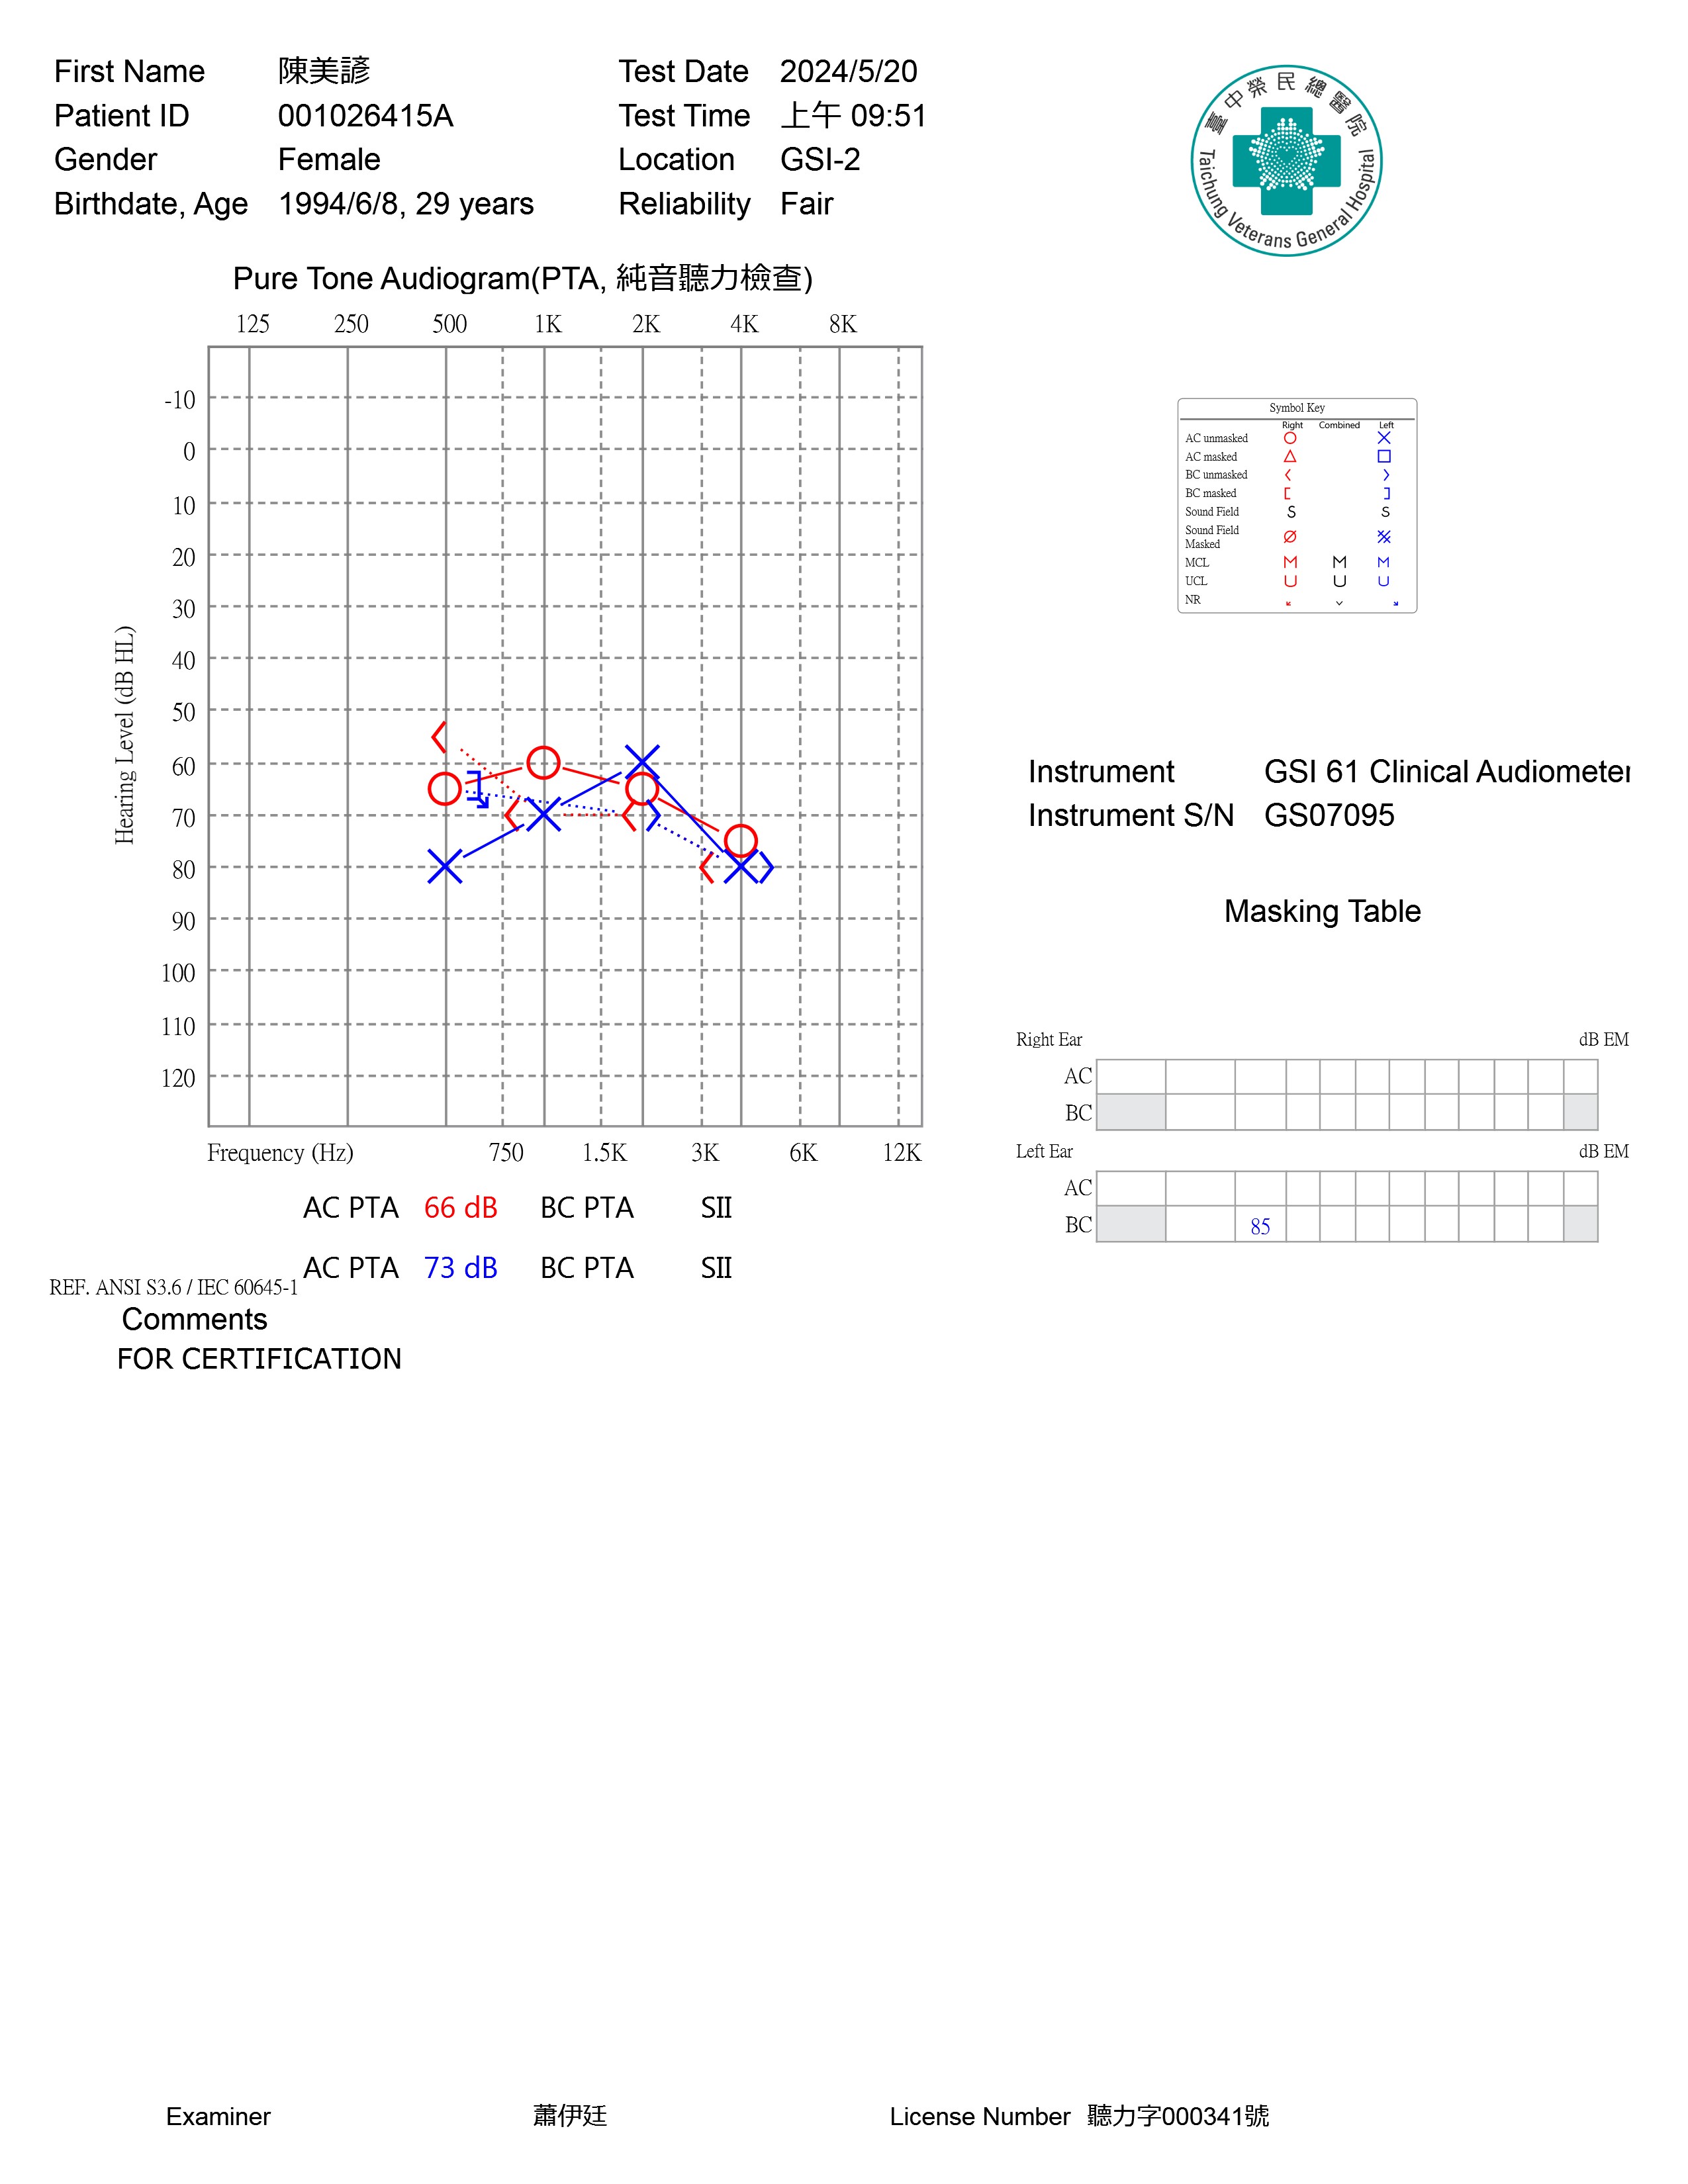 First Name 陳美諺 Test Date 2024/5/20
Patient ID 001026415A Test Time 上午 09:51
Gender Female Location GSI-2
Birthdate, Age 1994/6/8, 29 years Reliability Fair
臺中榮民總醫院
Taichung Veterans General Hospital
Pure Tone Audiogram(PTA, 純音聽力檢查)
125 250 500 1K 2K 4K 8K
-10
0
10
20
30
40
50
60
70
80
90
100
110
120
Hearing Level (dB HL)
Frequency (Hz) 750 1.5K 3K 6K 12K
AC PTA 66 dB BC PTA SII
AC PTA 73 dB BC PTA SII
REF. ANSI S3.6 / IEC 60645-1
Comments
FOR CERTIFICATION
Symbol Key
Right Combined Left
AC unmasked
AC masked
BC unmasked
BC masked
Sound Field S S
Sound Field
Masked
MCL M M M
UCL U U U
NR
Instrument GSI 61 Clinical Audiometer
Instrument S/N GS07095
Masking Table
Right Ear dB EM
AC
BC
Left Ear dB EM
AC
BC 85
Examiner 蕭伊廷 License Number 聽力字000341號